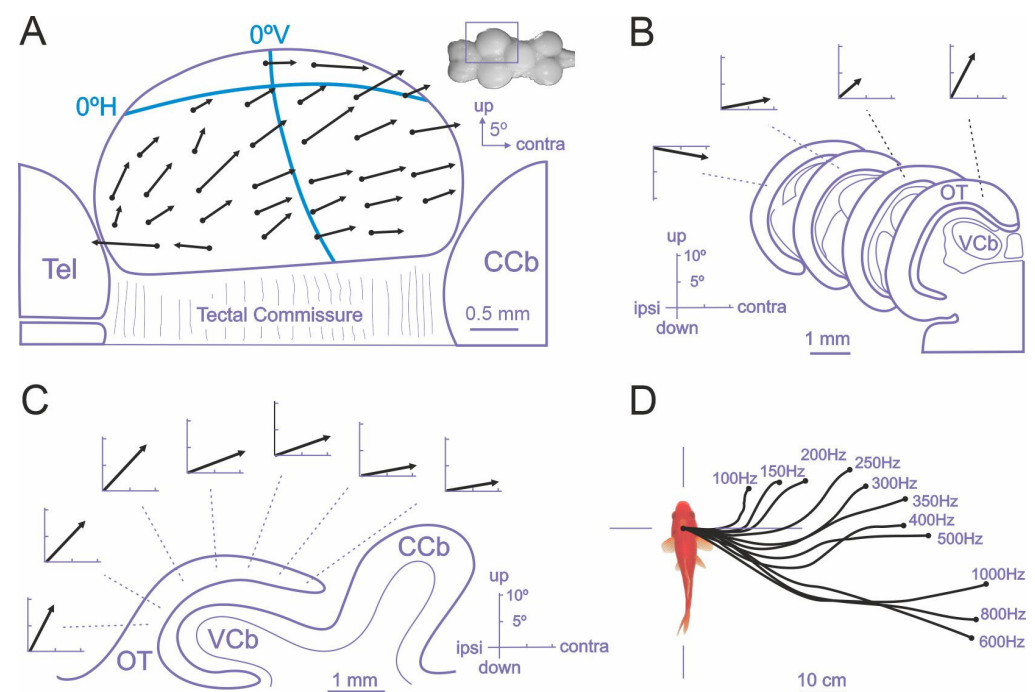 A
0ºV
0ºH
up
5º
contra
Tel
CCb
Tectal Commissure
0.5 mm
B
OT
VCb
up
10º
5º
ipsi
contra
down
1 mm
C
CCb
VCb
OT
up
10º
5º
ipsi
contra
down
1 mm
D
100Hz
150Hz
200Hz
250Hz
300Hz
350Hz
400Hz
500Hz
1000Hz
800Hz
600Hz
10 cm